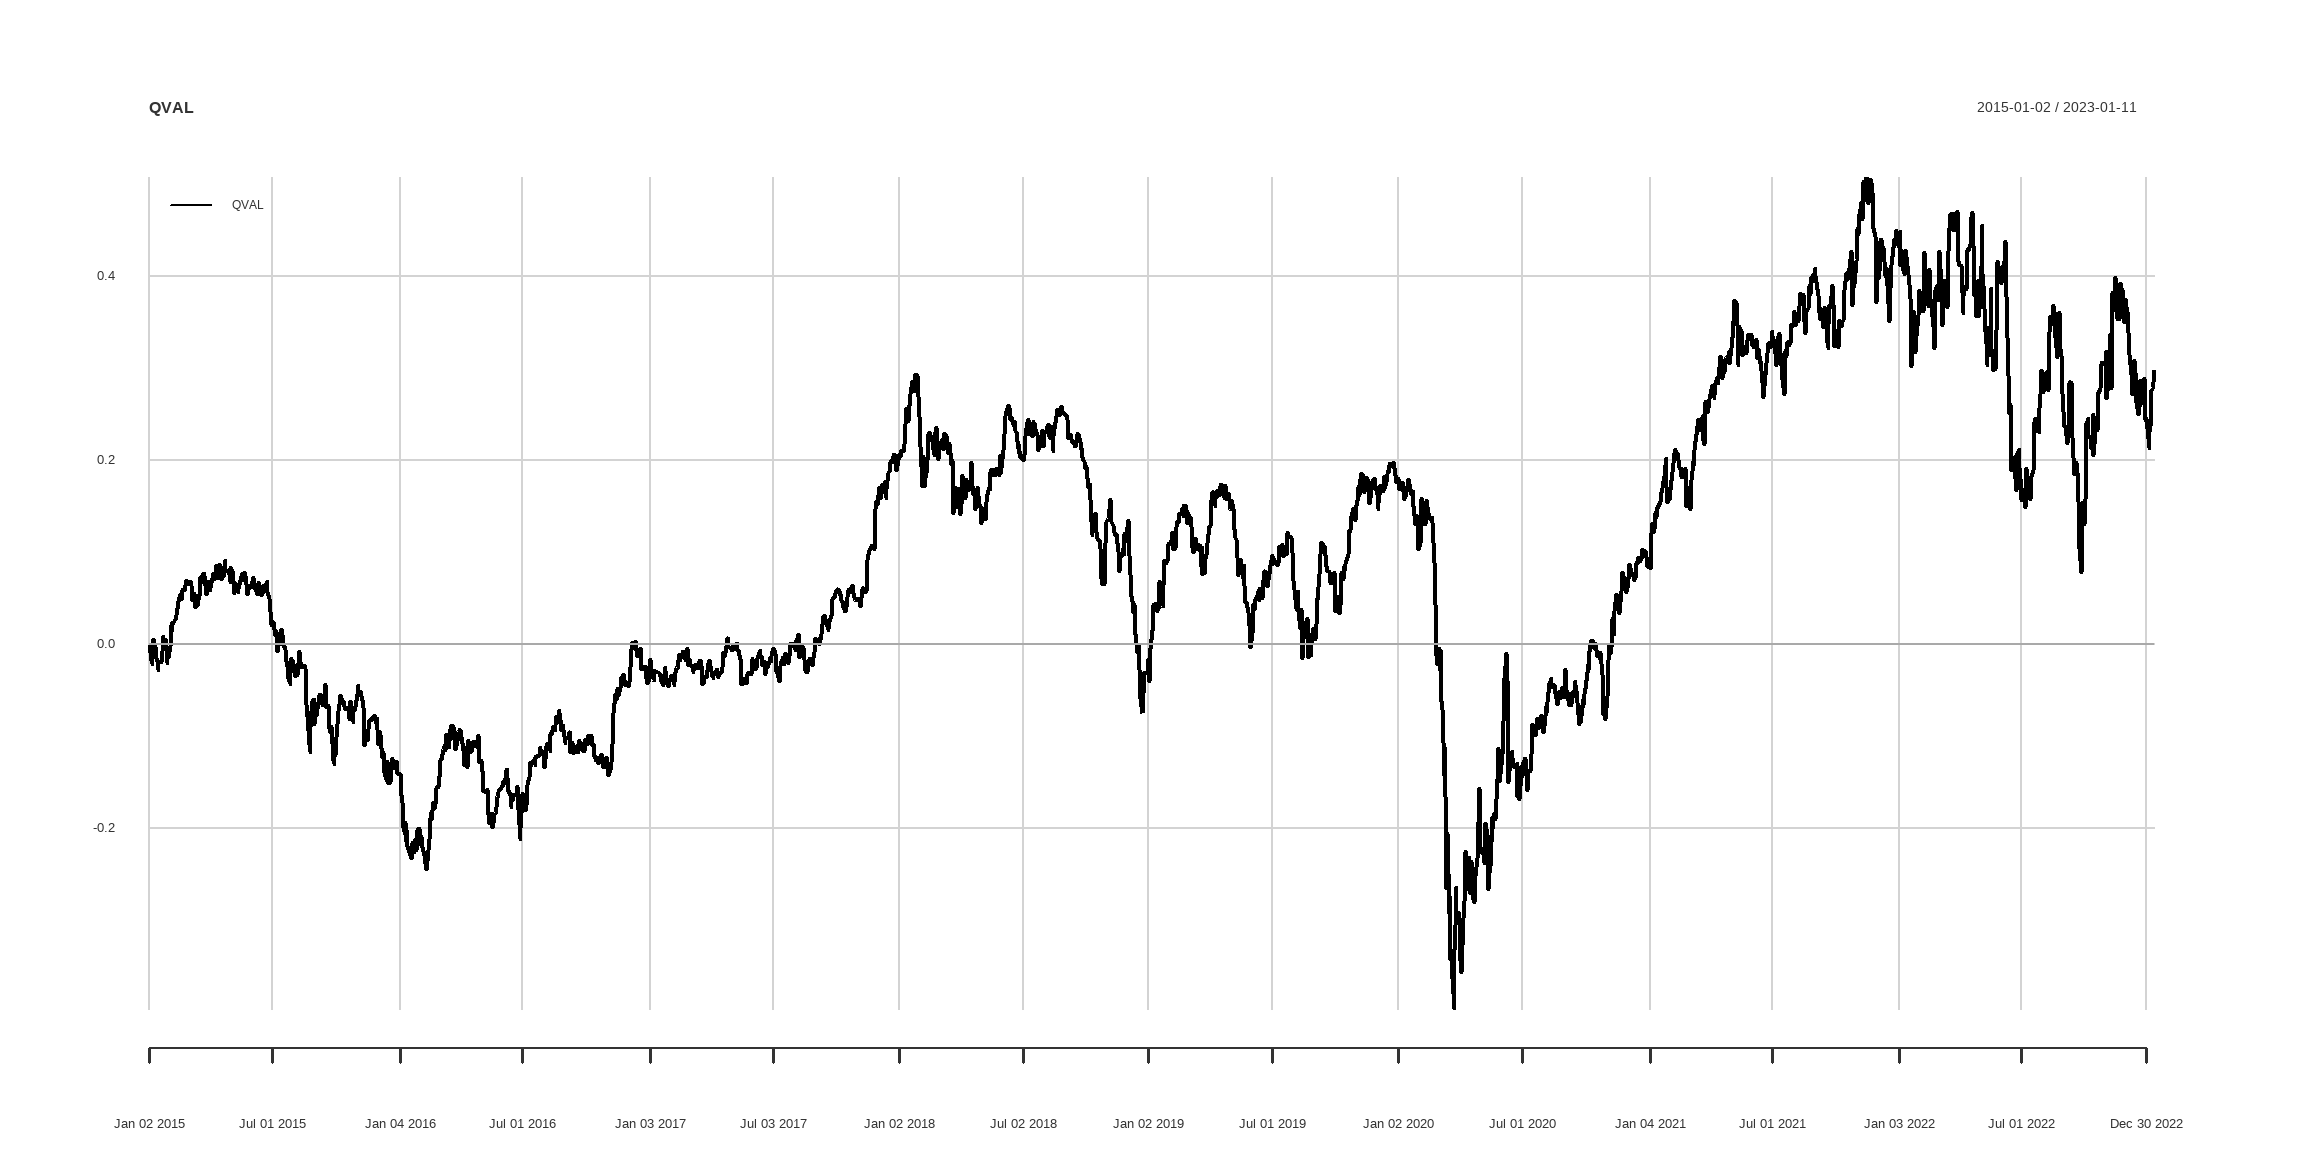 QVAL
2015-01-02 / 2023-01-11
QVAL
0.4
0.2
0.0
-0.2
Jan 02 2015
Jul 01 2015
Jan 04 2016
Jul 01 2016
Jan 03 2017
Jul 03 2017
Jan 02 2018
Jul 02 2018
Jan 02 2019
Jul 01 2019
Jan 02 2020
Jul 01 2020
Jan 04 2021
Jul 01 2021
Jan 03 2022
Jul 01 2022
Dec 30 2022